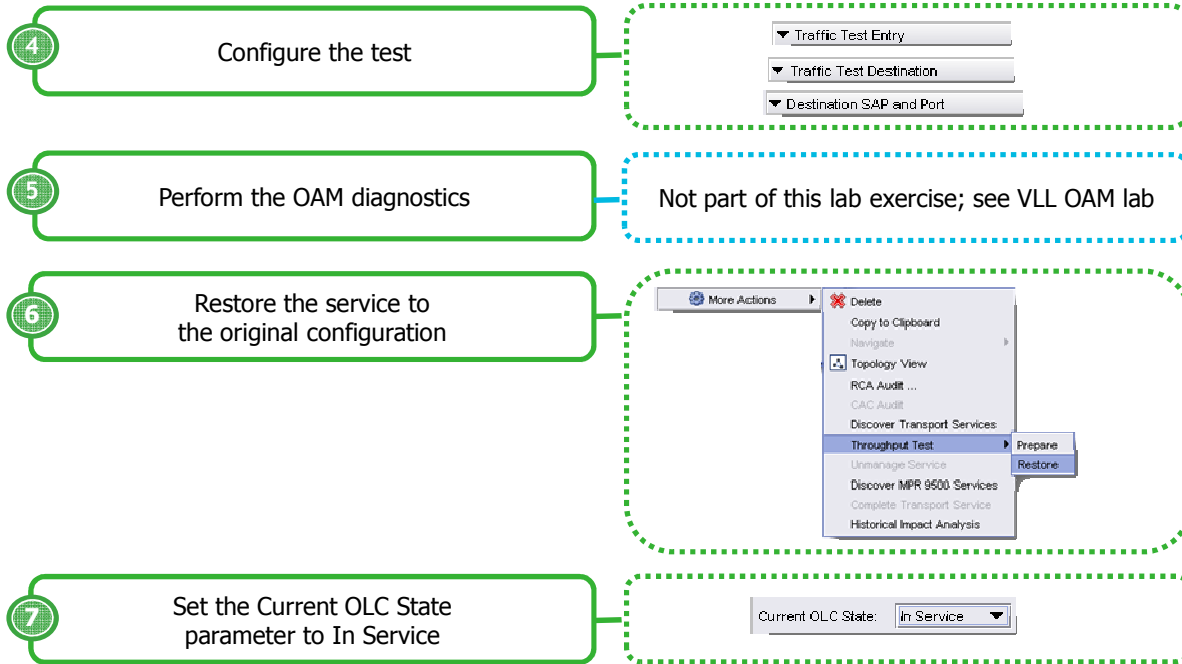 4
Configure the test
Traffic Test Entry
Traffic Test Destination
Destination SAP and Port
5
Perform the OAM diagnostics
Not part of this lab exercise; see VLL OAM lab
6
Restore the service to
the original configuration
More Actions
Delete
Copy to Clipboard
Navigate
Topology View
RCA Audit ...
CAC Audit
Discover Transport Services
Throughput Test
Prepare
Unmanage Service
Restore
Discover MPR 9500 Services
Complete Transport Service
Historical Impact Analysis
7
Set the Current OLC State
parameter to In Service
Current OLC State: In Service